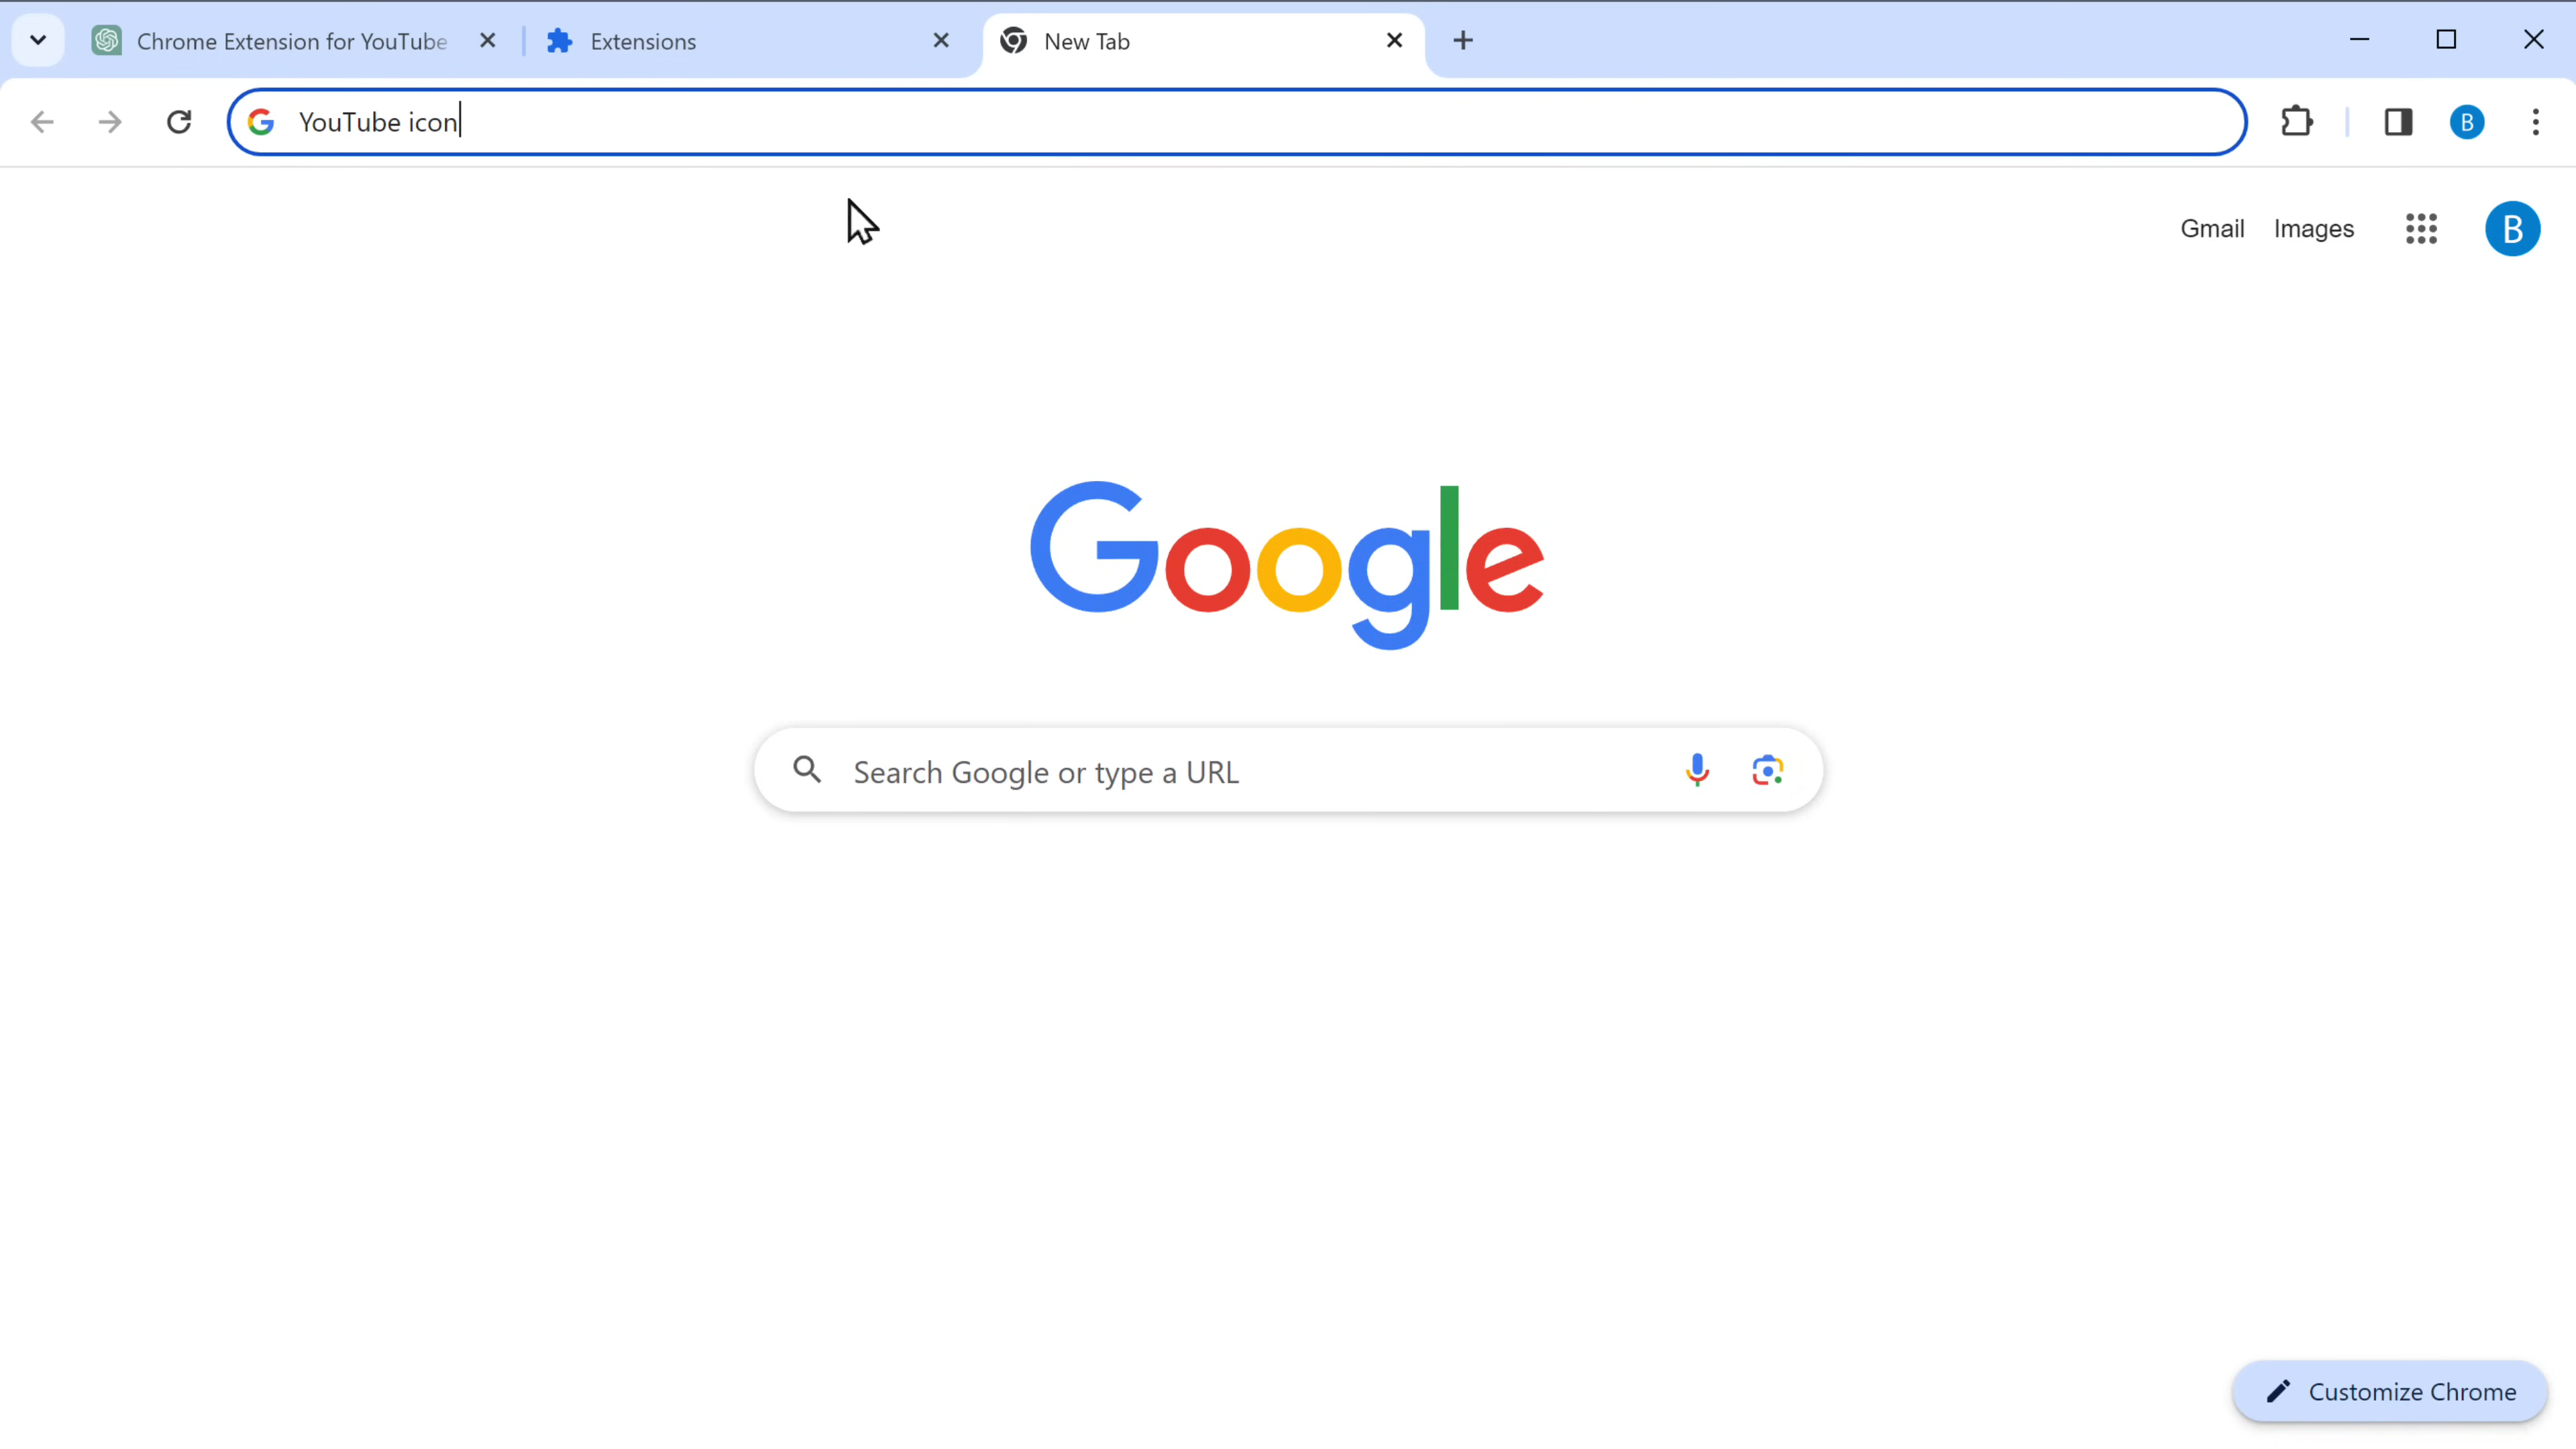 Chrome Extension for YouTube
Extensions
New Tab
YouTube icon
B
Gmail
Images
B
Google
Search Google or type a URL
Customize Chrome